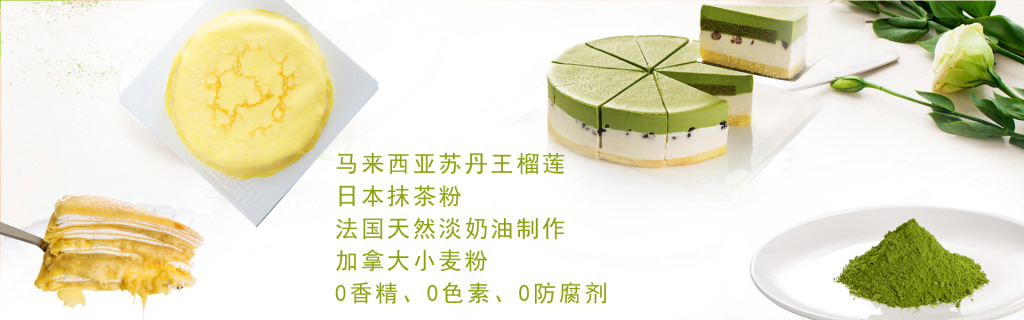 马来西亚苏丹王榴莲
日本抹茶粉
法国天然淡奶油制作
加拿大小麦粉
0香精、0色素、0防腐剂